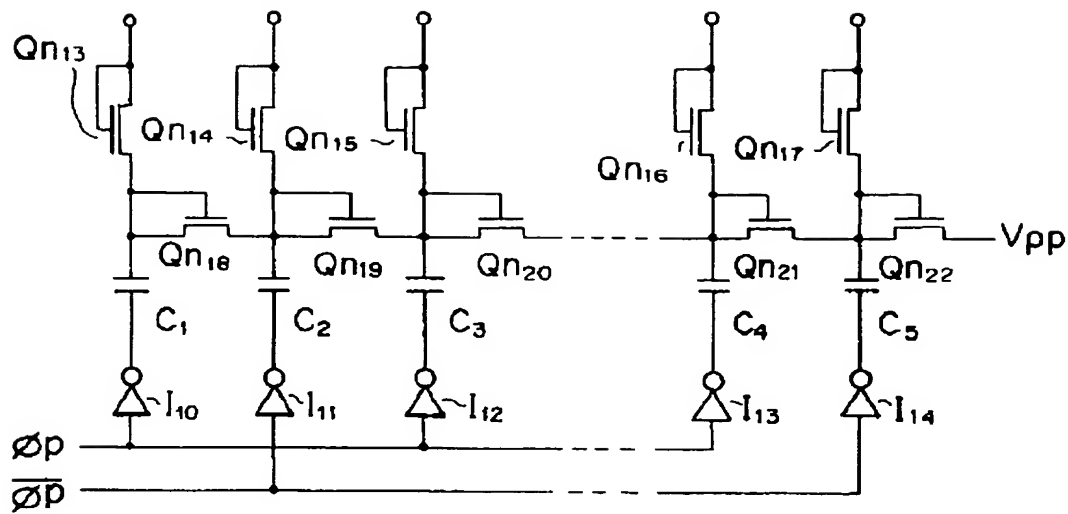 Qn13
Qn14
Qn15
Qn16
Qn17
Qn18
Qn19
Qn20
Qn21
Qn22
Vpp
C1
C2
C3
C4
C5
I10
I11
I12
I13
I14
øp
ø̅p̅